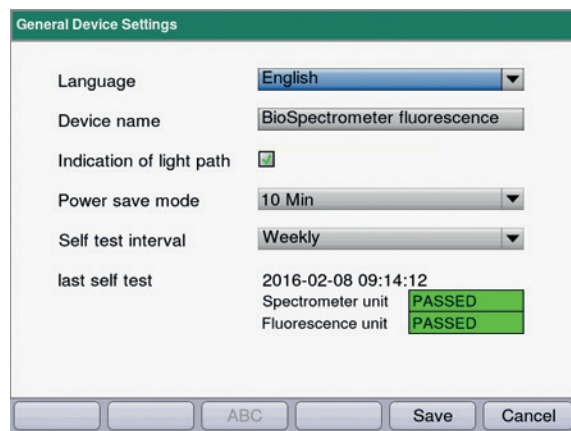 General Device Settings
Language English
Device name BioSpectrometer fluorescence
Indication of light path
Power save mode 10 Min
Self test interval Weekly
last self test 2016-02-08 09:14:12
Spectrometer unit PASSED
Fluorescence unit PASSED
ABC Save Cancel